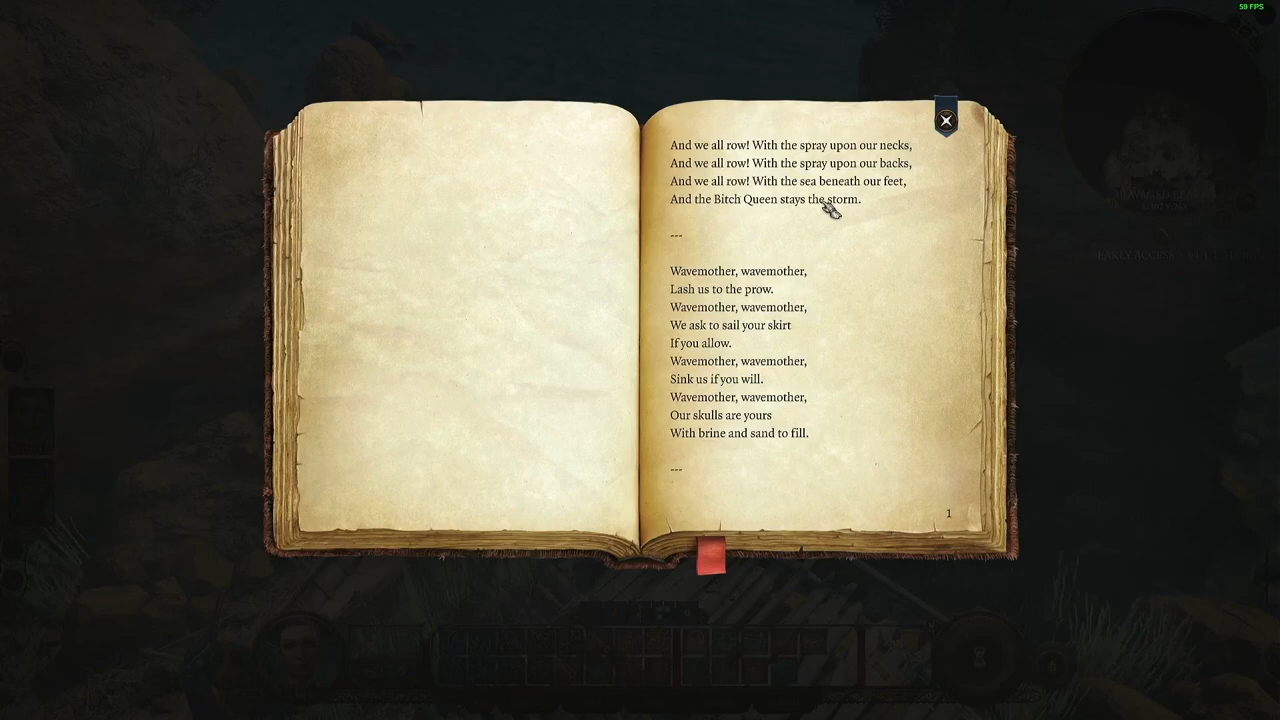 59 FPS
And we all row! With the spray upon our necks,
And we all row! With the spray upon our backs,
And we all row! With the sea beneath our feet,
And the Bitch Queen stays the storm.
---
Wavemother, wavemother,
Lash us to the prow.
Wavemother, wavemother,
We ask to sail your skirt
If you allow.
Wavemother, wavemother,
Sink us if you will.
Wavemother, wavemother,
Our skulls are yours
With brine and sand to fill.
---
1